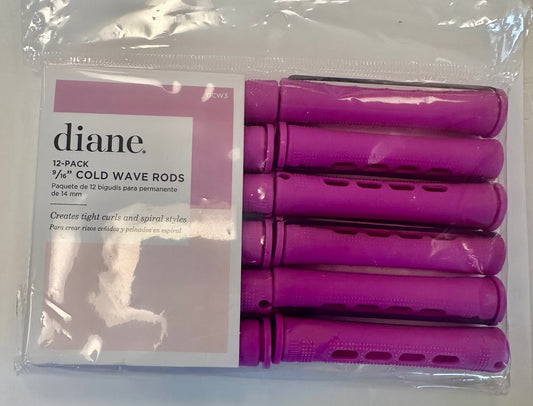 DCW3
diane.
12-PACK
9/16" COLD WAVE RODS
Paquete de 12 bigudís para permanente
de 14 mm
Creates tight curls and spiral styles
Para crear rizos ceñidos y peinados en espiral